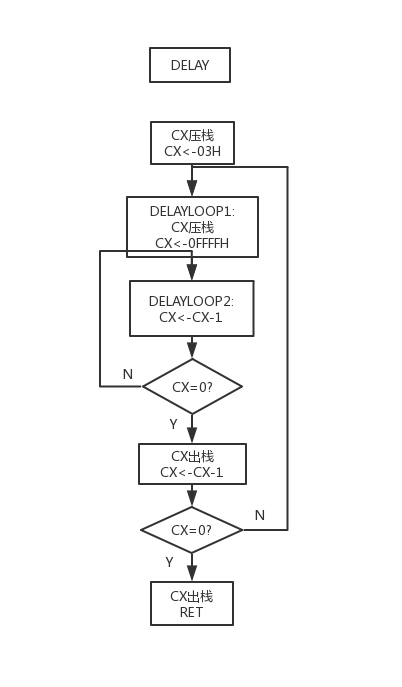 DELAY
CX压栈
CX<-03H
DELAYLOOP1:
CX压栈
CX<-0FFFFH
DELAYLOOP2:
CX<-CX-1
N
CX=0?
Y
CX出栈
CX<-CX-1
N
CX=0?
Y
CX出栈
RET